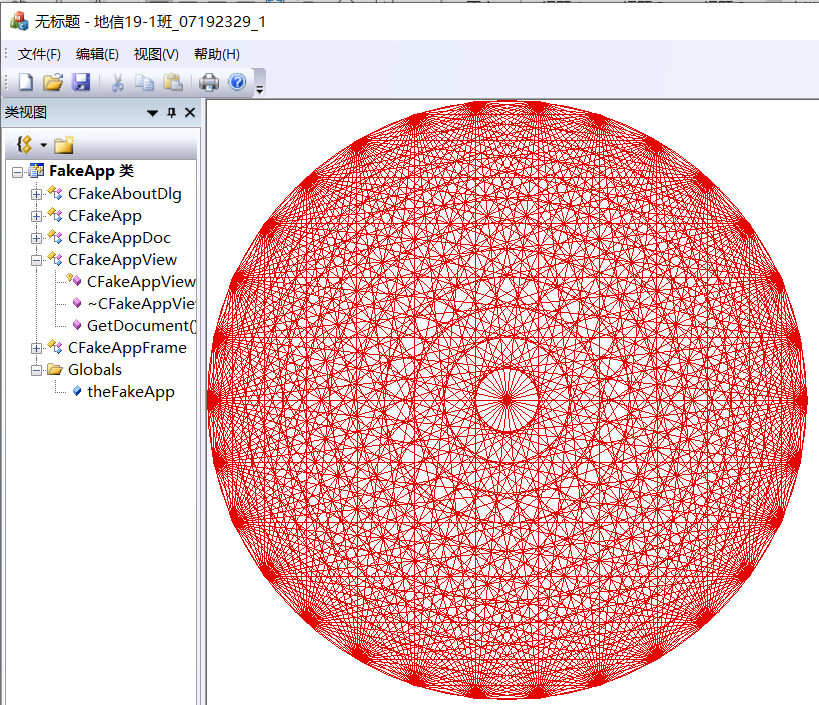 无标题 - 地信19-1班_07192329_1
文件(F) 编辑(E) 视图(V) 帮助(H)
类视图
FakeApp 类
CFakeAboutDlg
CFakeApp
CFakeAppDoc
CFakeAppView
CFakeAppView
~CFakeAppVie
GetDocument()
CFakeAppFrame
Globals
theFakeApp